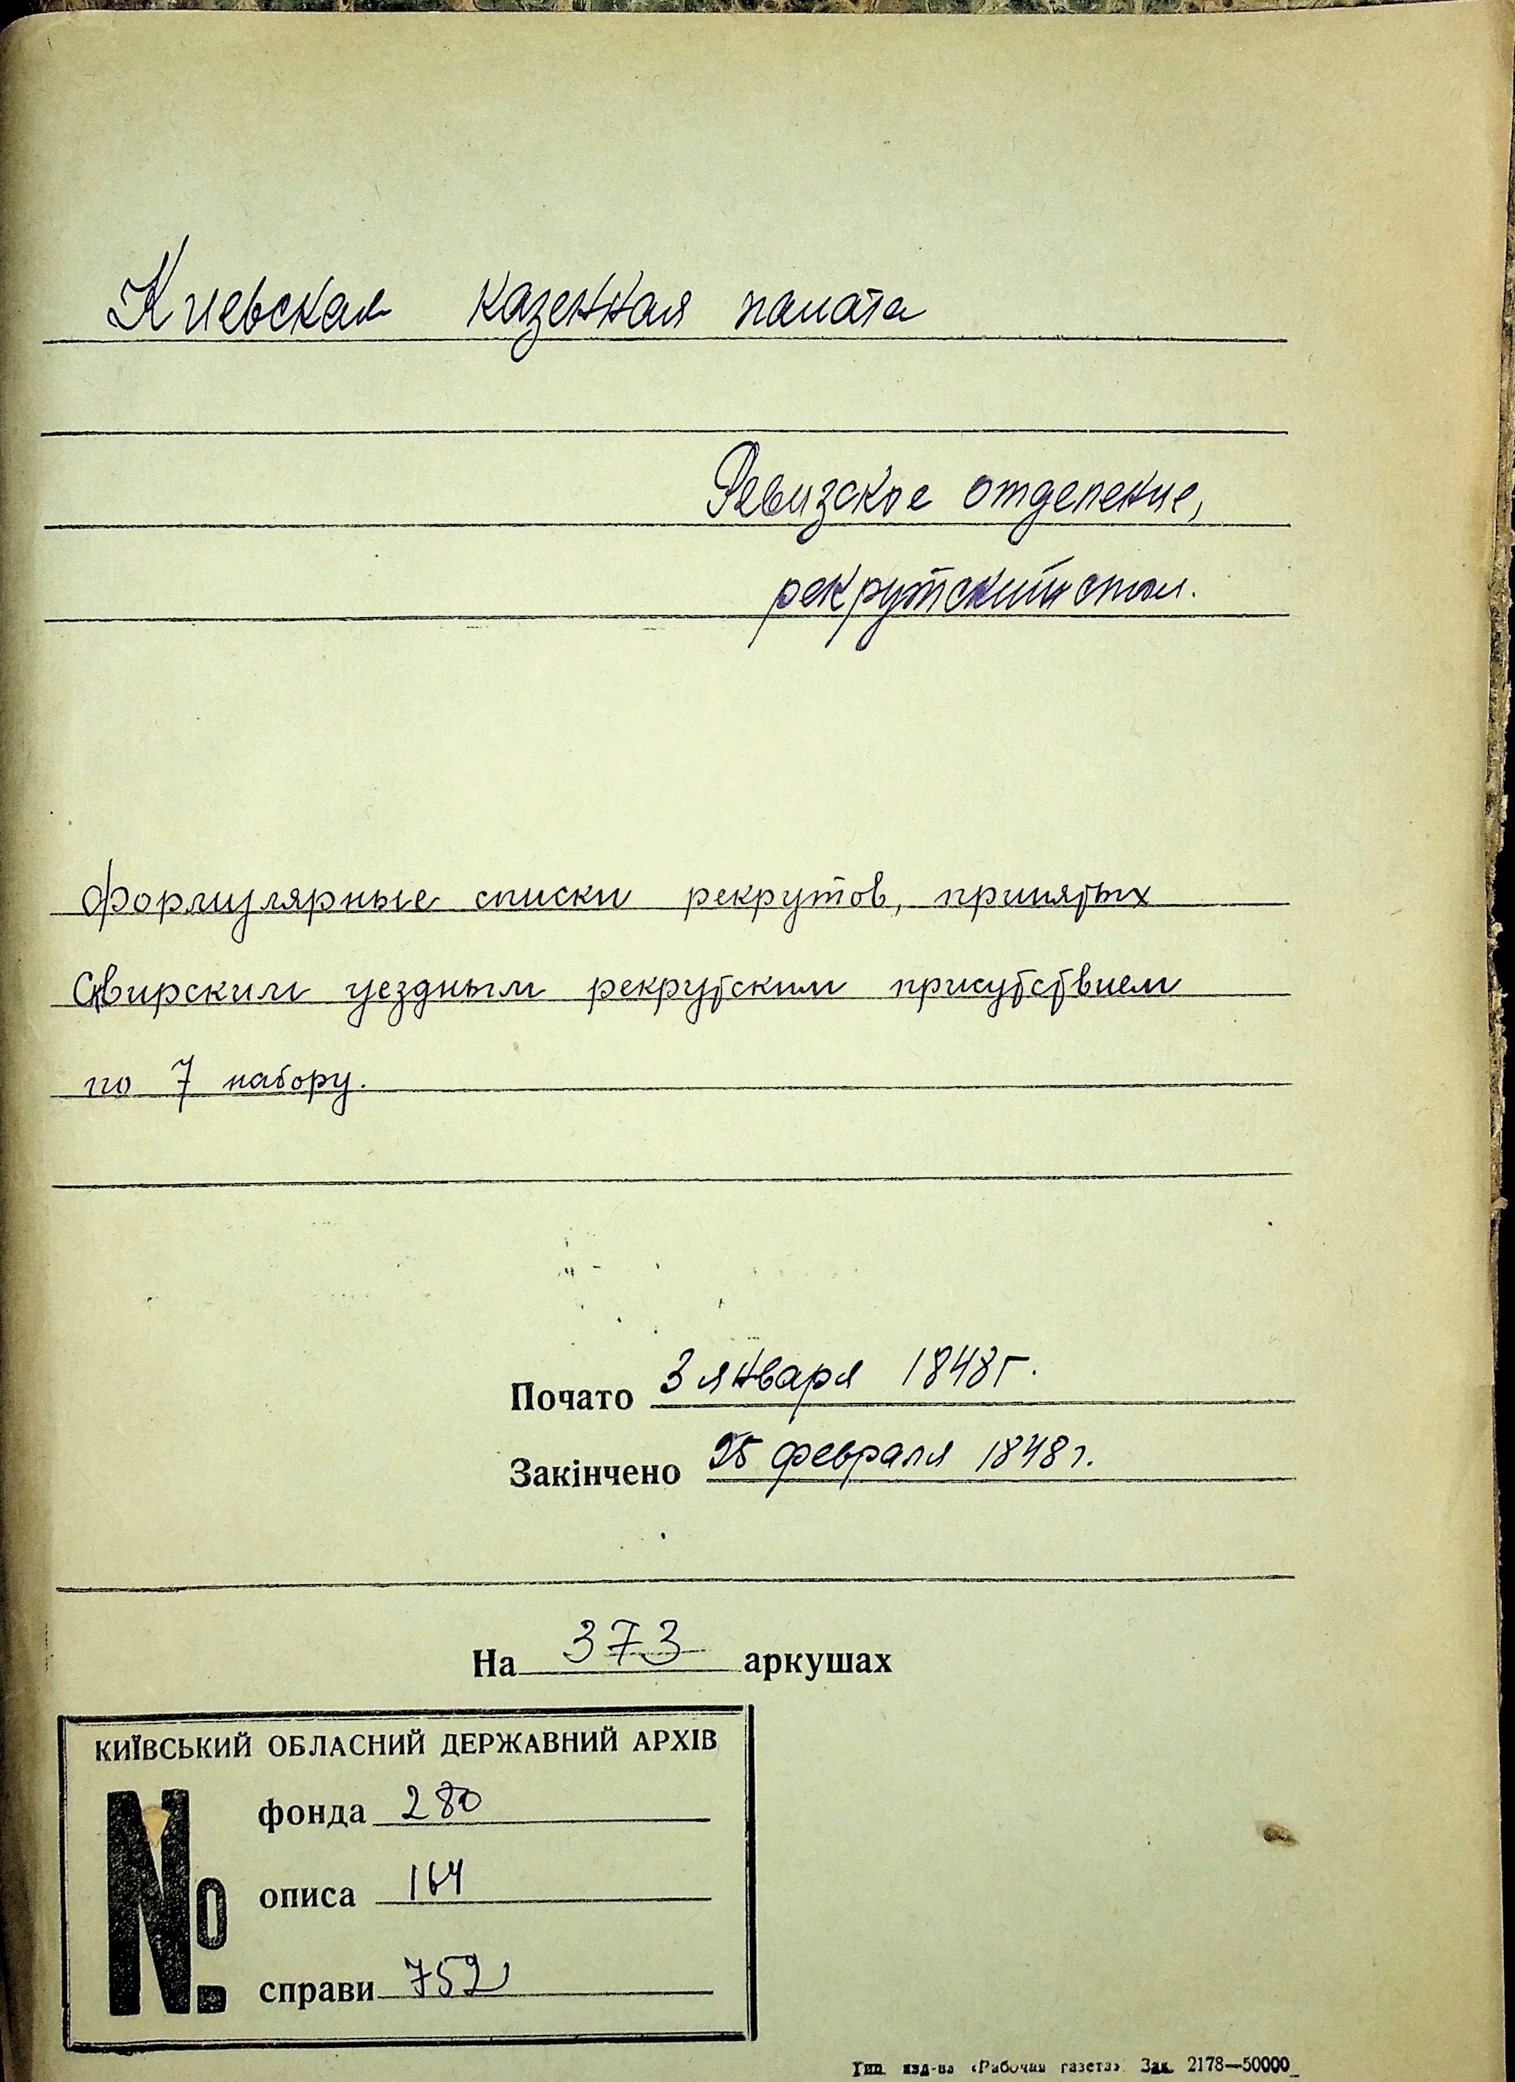 Киевская казенная палата
Ревизское отделение,
рекрутский стол.
Формулярные списки рекрутов, принятых
Сквирским уездным рекрутским присутствием
по 7 набору.
Почато 3 января 1848 г.
Закінчено 25 февраля 1848 г.
На 373 аркушах
КИЇВСЬКИЙ ОБЛАСНИЙ ДЕРЖАВНИЙ АРХІВ
№
фонда 280
описа 164
справи 752
Тип. изд-ва «Рабочая газета» Зак. 2178—50000